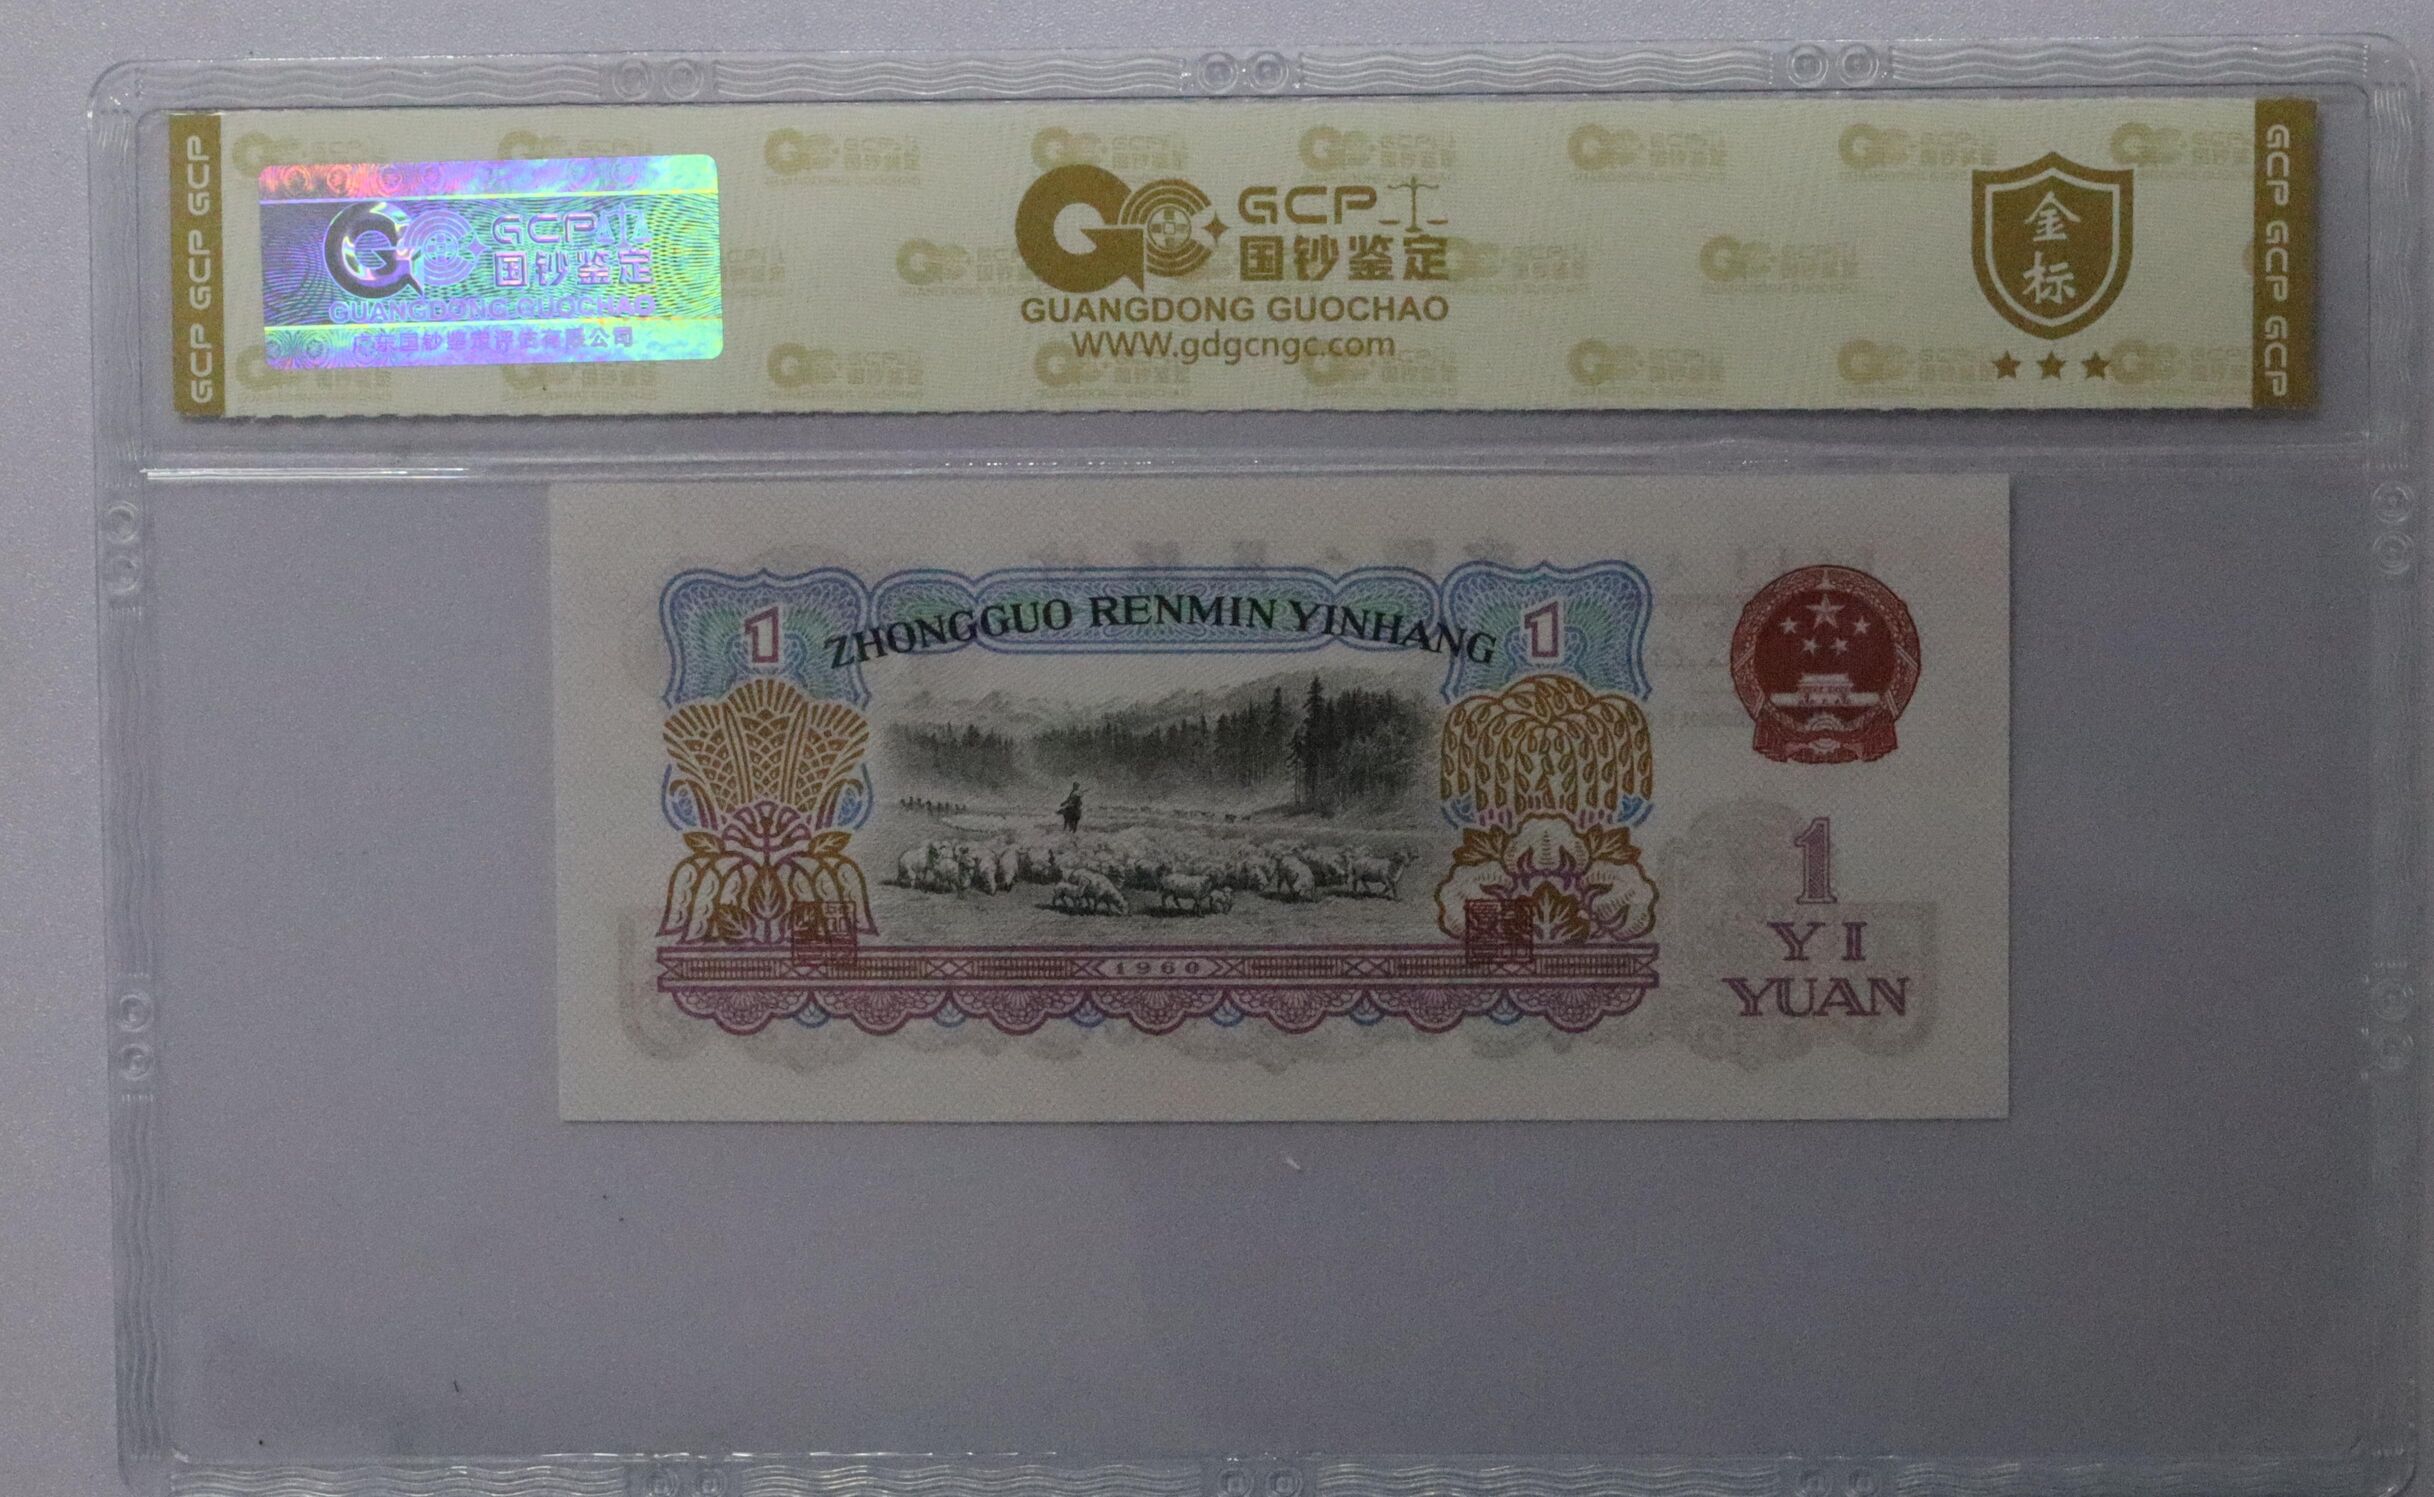 GCP GCP GCP
GCP
国钞鉴定
GUANGDONG GUOCHAO
广东国钞鉴定评估有限公司
GCP
国钞鉴定
GUANGDONG GUOCHAO
WWW.gdgcngc.com
金
标
GCP GCP GCP
ZHONGGUO RENMIN YINHANG
1
1
1960
1
YI
YUAN